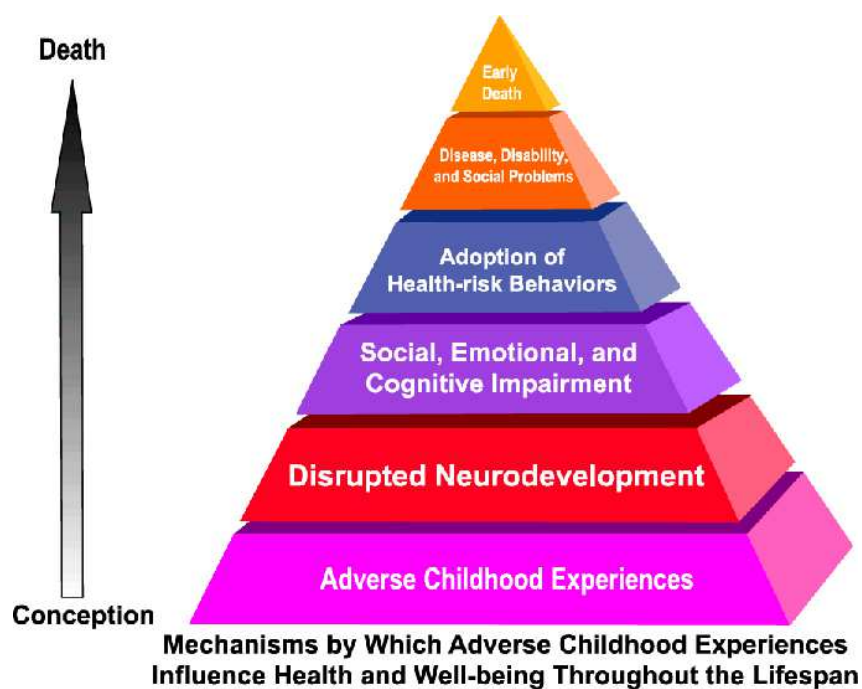 Death
Early
Death
Disease, Disability,
and Social Problems
Adoption of
Health-risk Behaviors
Social, Emotional, and
Cognitive Impairment
Disrupted Neurodevelopment
Adverse Childhood Experiences
Conception
Mechanisms by Which Adverse Childhood Experiences
Influence Health and Well-being Throughout the Lifespan